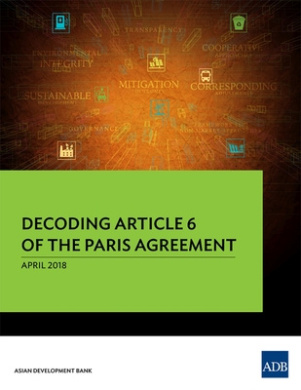 ENVIRONMENTAL
INTEGRITY
COOPERATIVE
MITIGATION
CORRESPONDING
SUSTAINABLE
GOVERNANCE
DECODING ARTICLE 6
OF THE PARIS AGREEMENT
APRIL 2018
ASIAN DEVELOPMENT BANK
ADB